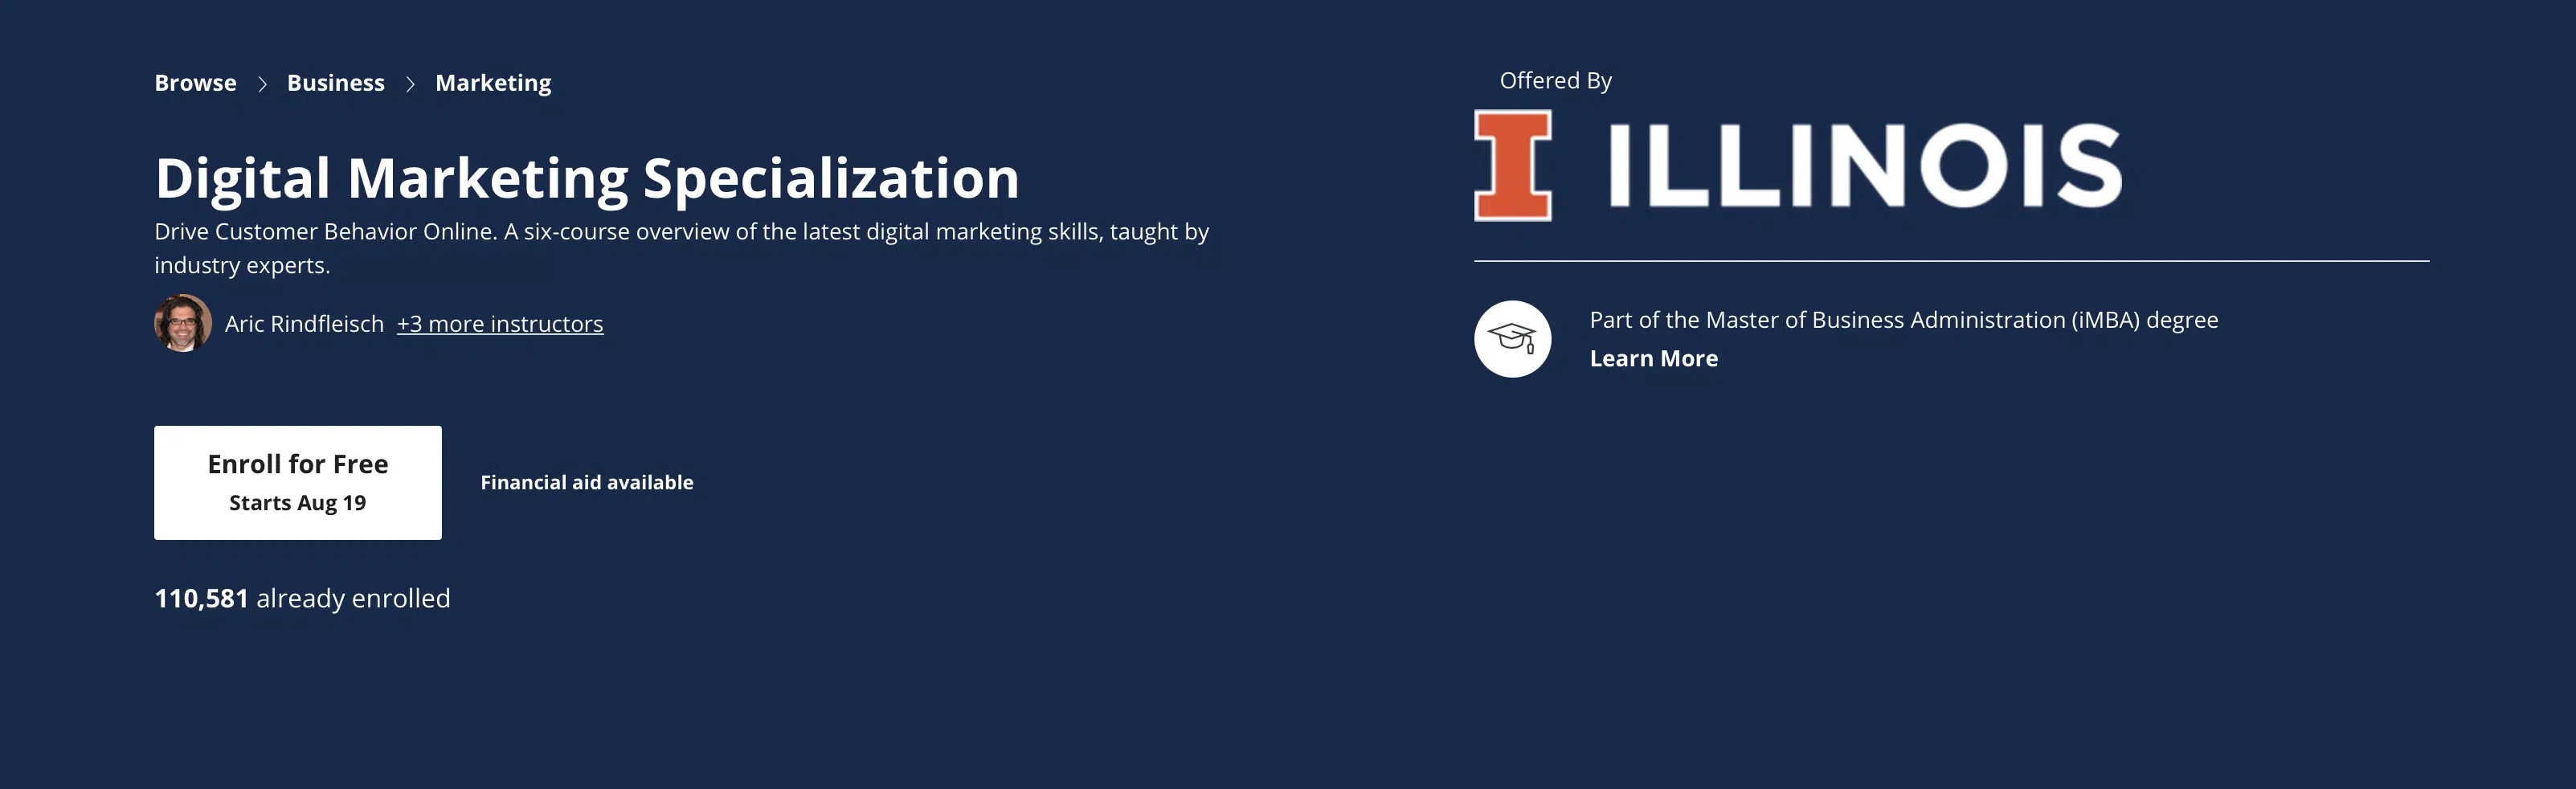 Browse > Business > Marketing
Digital Marketing Specialization
Drive Customer Behavior Online. A six-course overview of the latest digital marketing skills, taught by
industry experts.
Aric Rindfleisch +3 more instructors
Enroll for Free
Starts Aug 19
Financial aid available
110,581 already enrolled
Offered By
I ILLINOIS
Part of the Master of Business Administration (iMBA) degree
Learn More